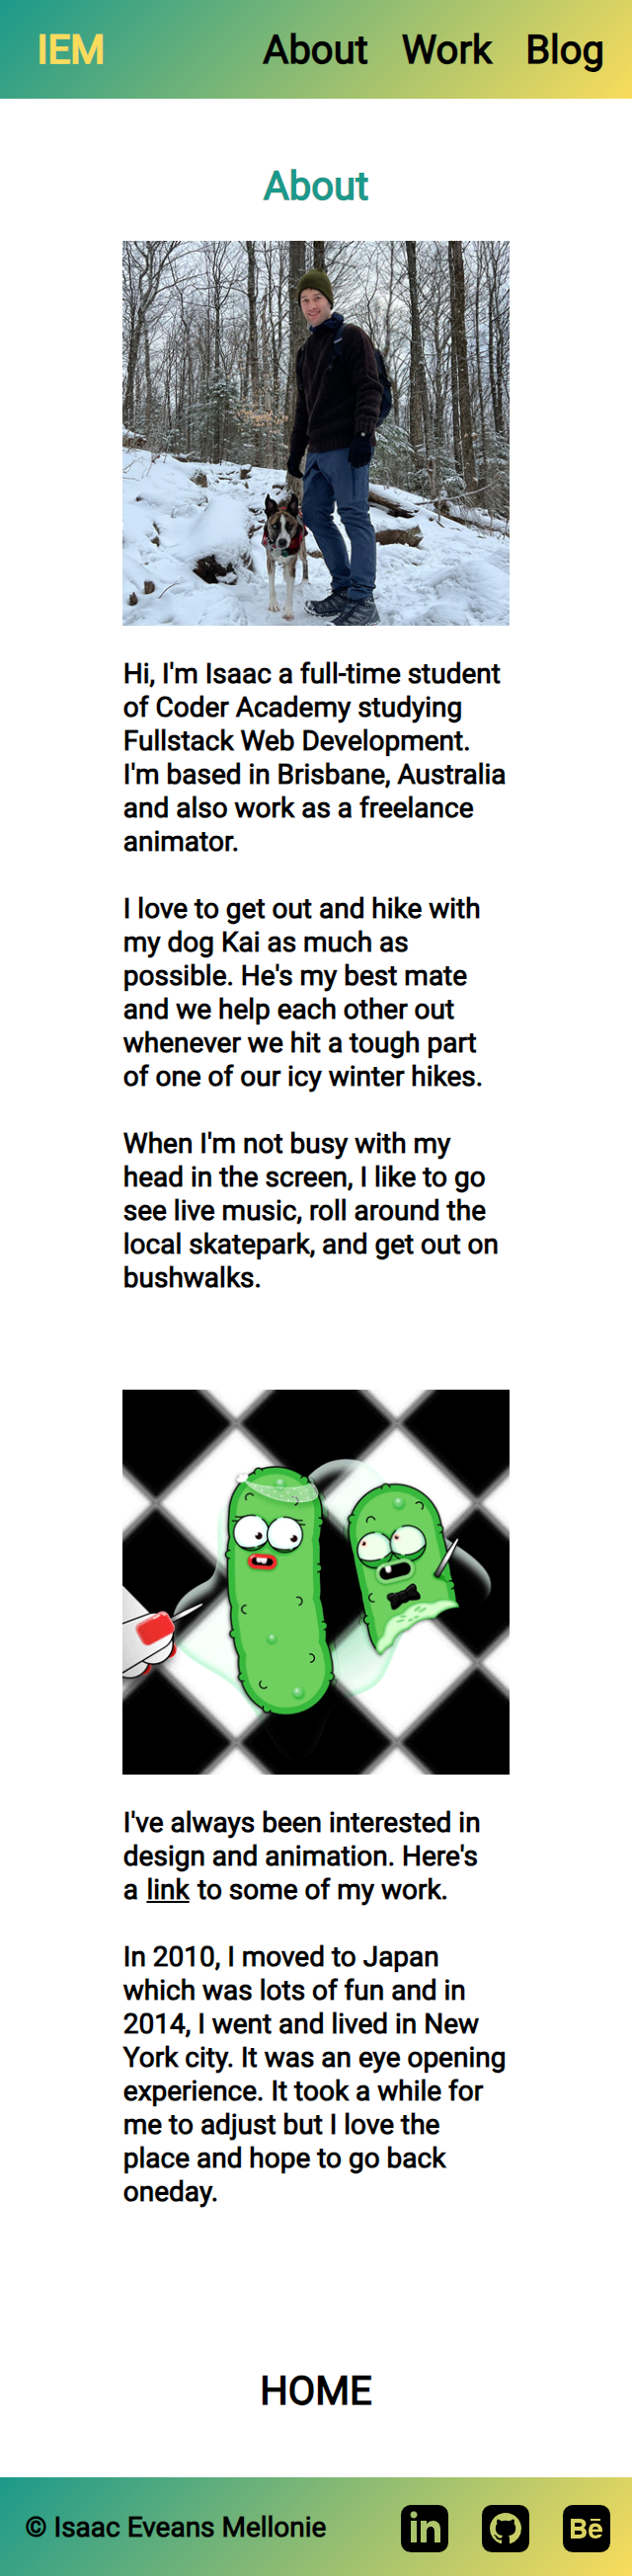 IEM About Work Blog
About
Hi, I'm Isaac a full-time student
of Coder Academy studying
Fullstack Web Development.
I'm based in Brisbane, Australia
and also work as a freelance
animator.
I love to get out and hike with
my dog Kai as much as
possible. He's my best mate
and we help each other out
whenever we hit a tough part
of one of our icy winter hikes.
When I'm not busy with my
head in the screen, I like to go
see live music, roll around the
local skatepark, and get out on
bushwalks.
I've always been interested in
design and animation. Here's
a link to some of my work.
In 2010, I moved to Japan
which was lots of fun and in
2014, I went and lived in New
York city. It was an eye opening
experience. It took a while for
me to adjust but I love the
place and hope to go back
oneday.
HOME
© Isaac Eveans Mellonie in Bē